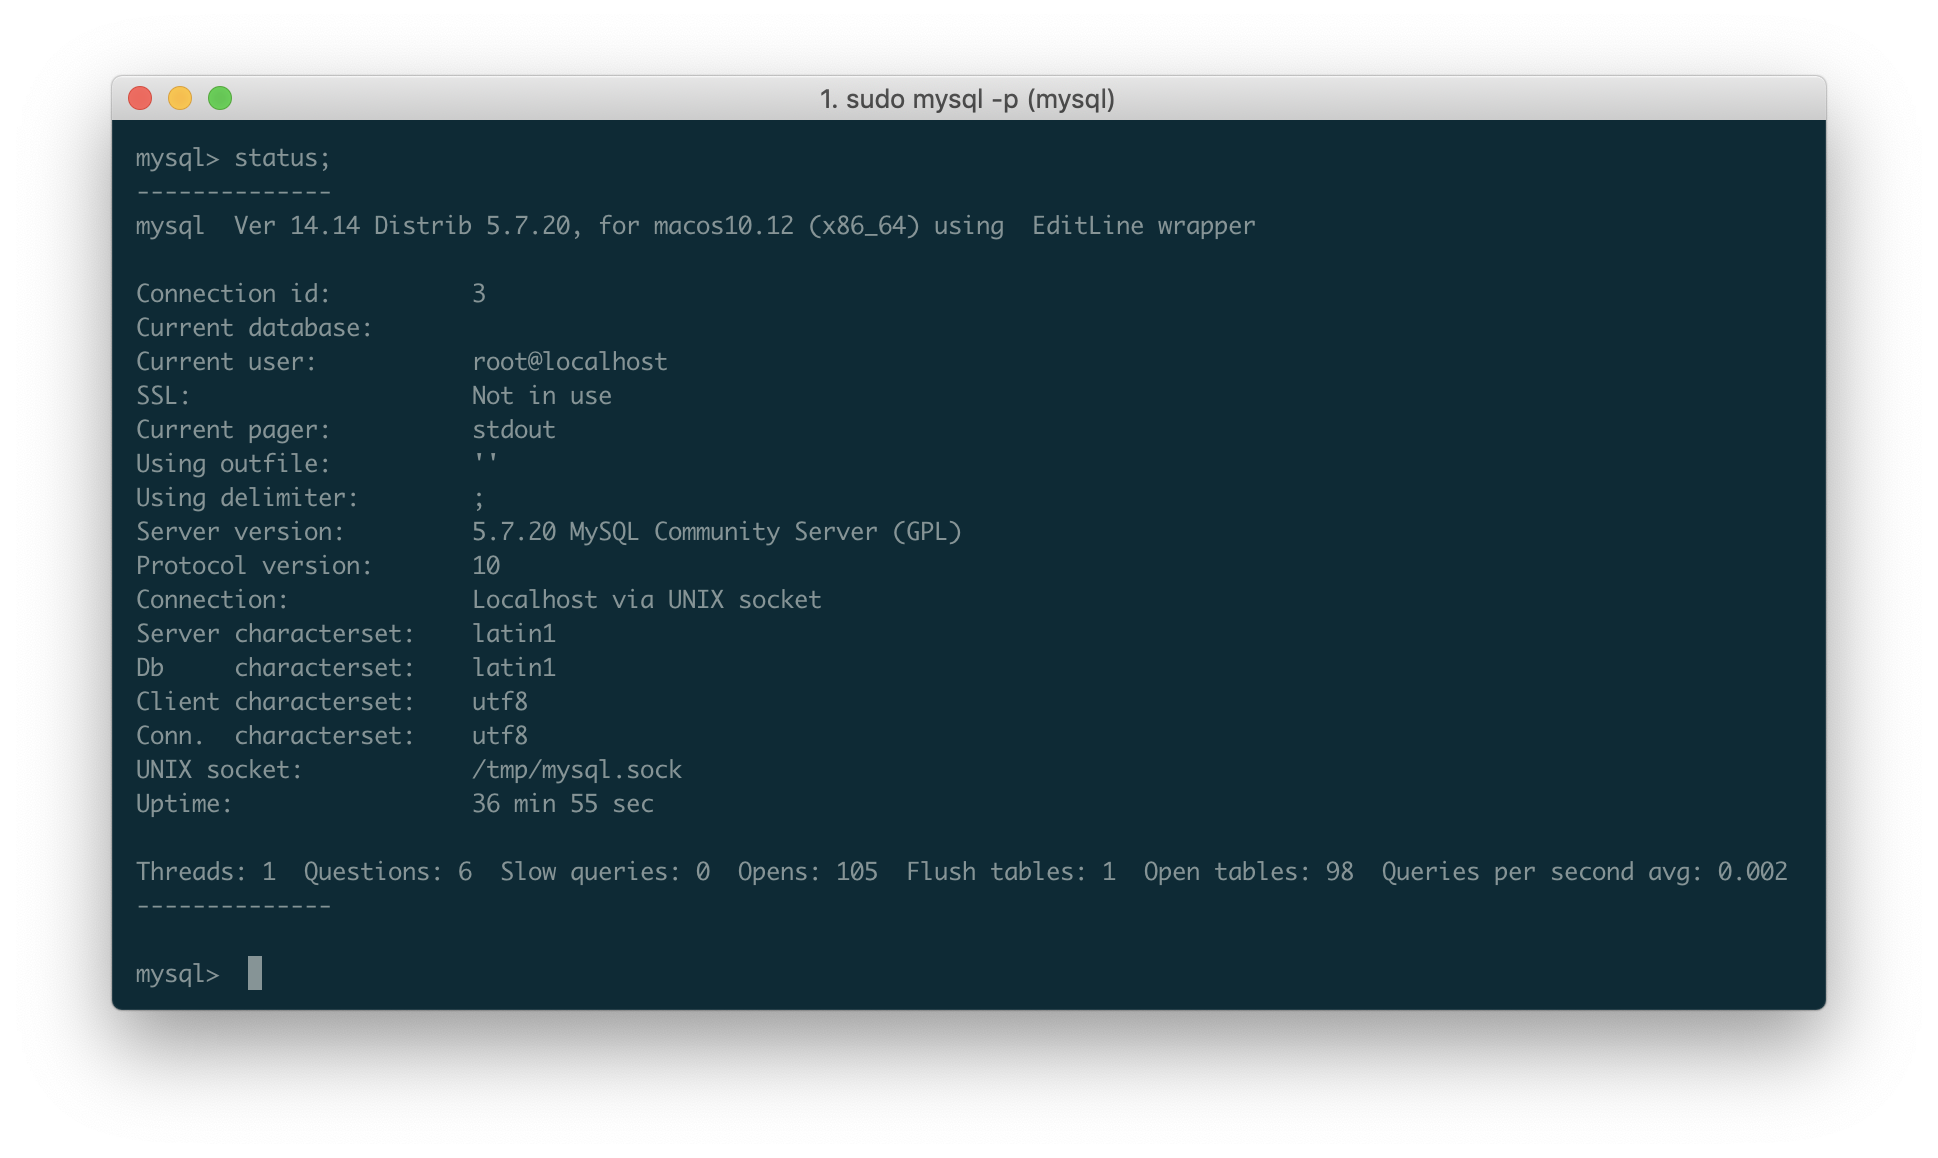 1. sudo mysql -p (mysql)
mysql> status;
--------------
mysql  Ver 14.14 Distrib 5.7.20, for macos10.12 (x86_64) using  EditLine wrapper

Connection id:          3
Current database:
Current user:           root@localhost
SSL:                    Not in use
Current pager:          stdout
Using outfile:          ''
Using delimiter:        ;
Server version:         5.7.20 MySQL Community Server (GPL)
Protocol version:       10
Connection:             Localhost via UNIX socket
Server characterset:    latin1
Db     characterset:    latin1
Client characterset:    utf8
Conn.  characterset:    utf8
UNIX socket:            /tmp/mysql.sock
Uptime:                 36 min 55 sec

Threads: 1  Questions: 6  Slow queries: 0  Opens: 105  Flush tables: 1  Open tables: 98  Queries per second avg: 0.002
--------------

mysql>